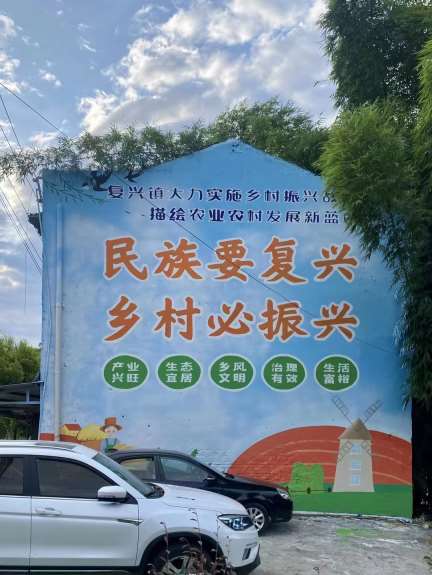 复兴镇大力实施乡村振兴
描绘农业农村发展新蓝
民族要复兴
乡村必振兴
产业兴旺
生态宜居
乡风文明
治理有效
生活富裕